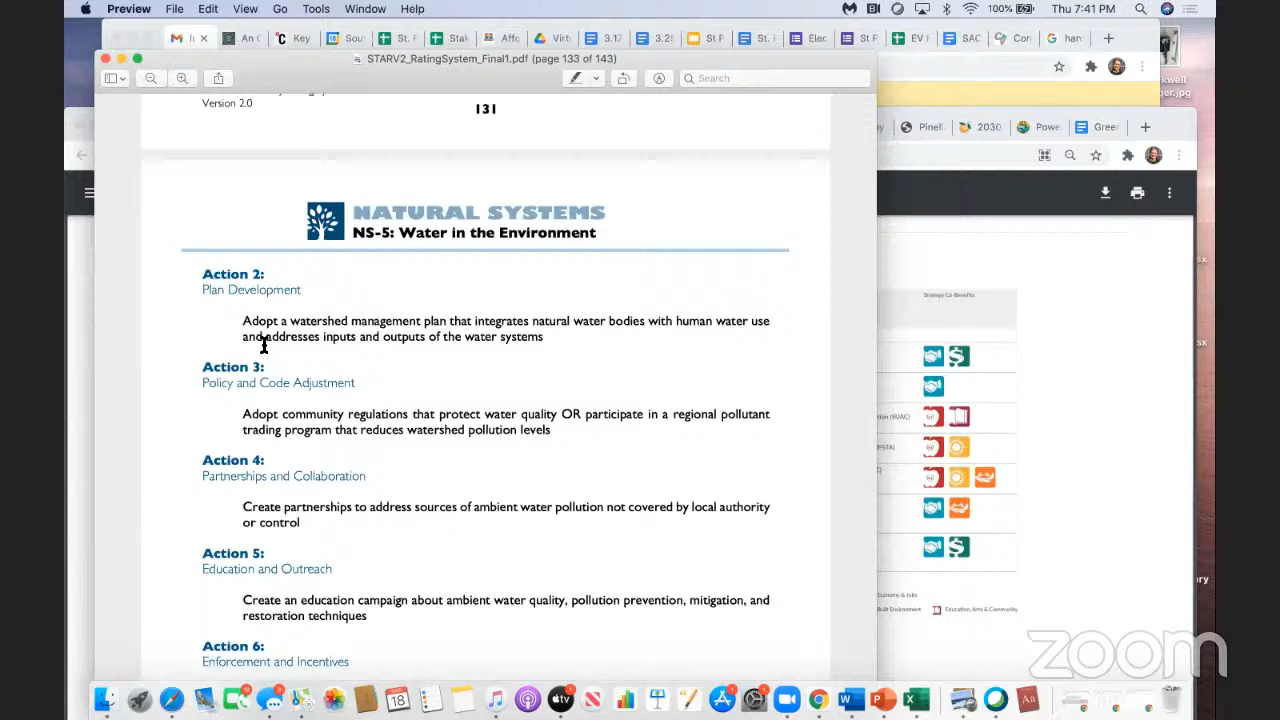 Preview File Edit View Go Tools Window Help
100% Thu 7:41 PM
STARV2_RatingSystem_Final1.pdf (page 133 of 143)
Search
Version 2.0
131
NATURAL SYSTEMS
NS-5: Water in the Environment
Action 2:
Plan Development
Adopt a watershed management plan that integrates natural water bodies with human water use
and addresses inputs and outputs of the water systems
Action 3:
Policy and Code Adjustment
Adopt community regulations that protect water quality OR participate in a regional pollutant
trading program that reduces watershed pollution levels
Action 4:
Partnerships and Collaboration
Create partnerships to address sources of ambient water pollution not covered by local authority
or control
Action 5:
Education and Outreach
Create an education campaign about ambient water quality, pollution prevention, mitigation, and
restoration techniques
Action 6:
Enforcement and Incentives
2030
Powe
Green
Strategy Co-Benefits
Economy & Jobs
Built Environment
Education, Arts & Community
zoom